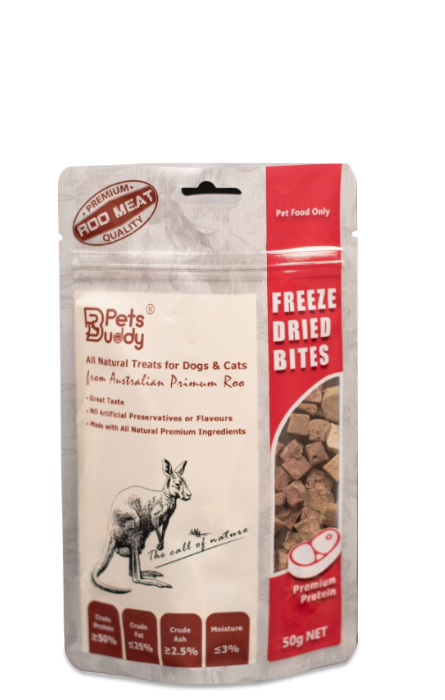 PREMIUM
ROO MEAT
QUALITY
Pet Food Only
Pets Buddy®
All Natural Treats for Dogs & Cats
from Australian Primum Roo
- Great Taste
- NO Artificial Preservatives or Flavours
- Made with All Natural Premium Ingredients
FREEZE
DRIED
BITES
The call of nature
Premium
Protein
50g NET
Crude
Protein
≥50%
Crude
Fat
≤25%
Crude
Ash
≥2.5%
Moisture
≤3%